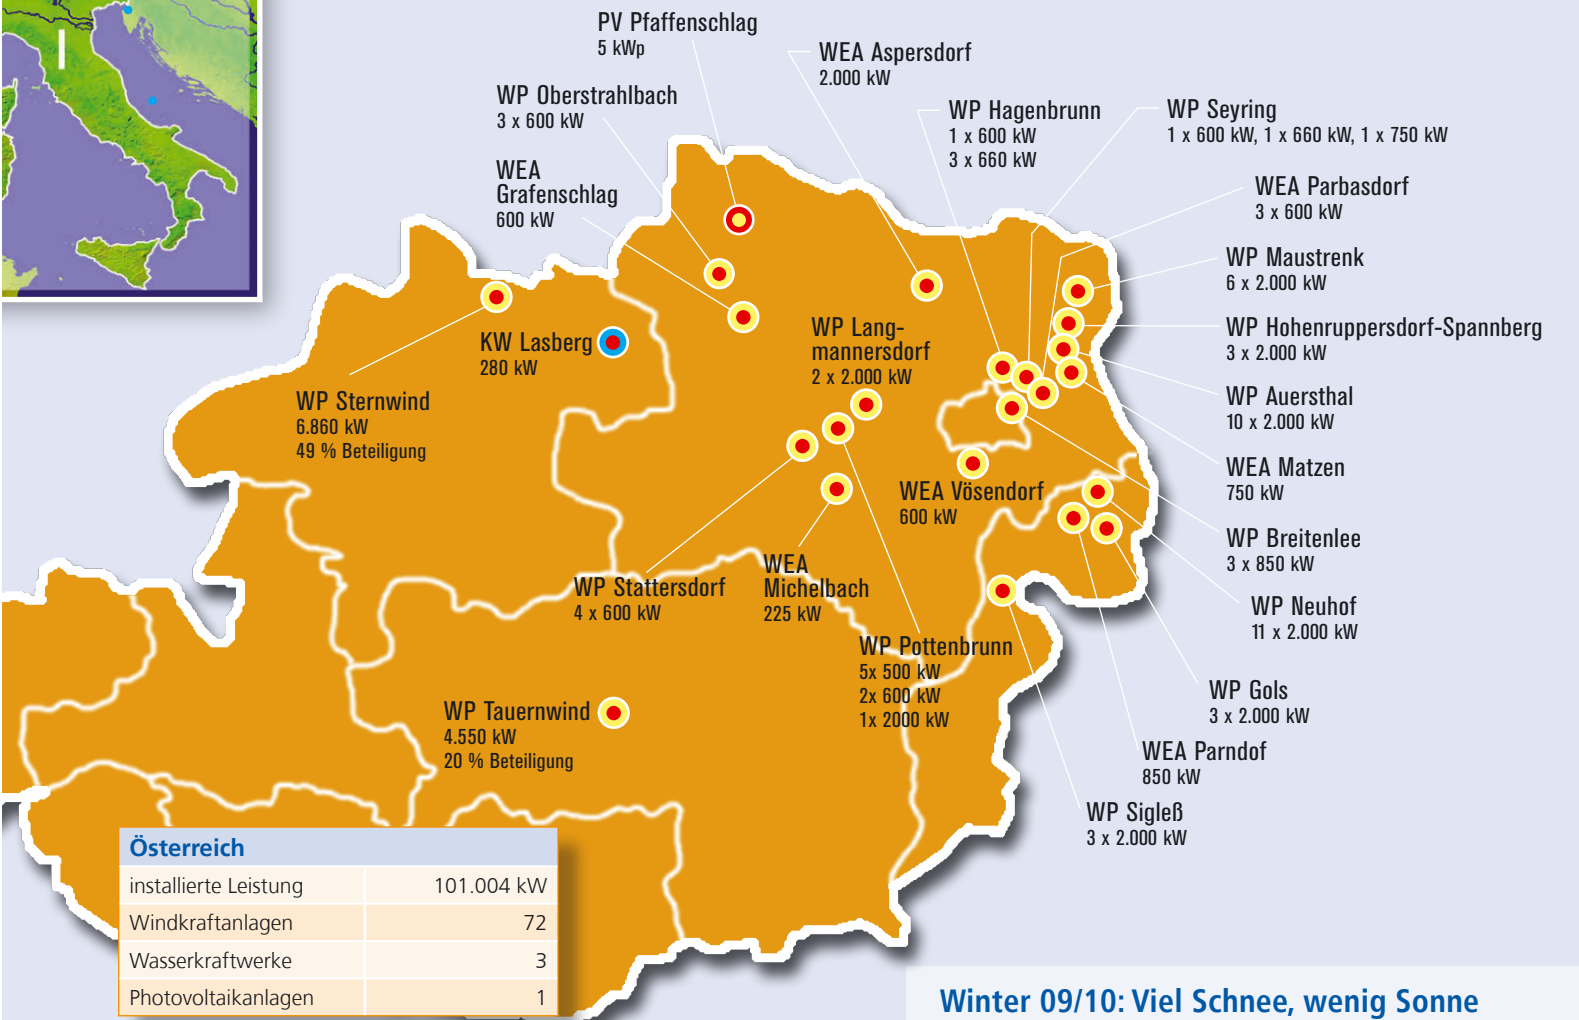 I
PV Pfaffenschlag
5 kWp
WEA Aspersdorf
2.000 kW
WP Oberstrahlbach
3 x 600 kW
WP Hagenbrunn
1 x 600 kW
3 x 660 kW
WP Seyring
1 x 600 kW, 1 x 660 kW, 1 x 750 kW
WEA
Grafenschlag
600 kW
WEA Parbasdorf
3 x 600 kW
WP Maustrenk
6 x 2.000 kW
WP Hohenruppersdorf-Spannberg
3 x 2.000 kW
KW Lasberg
280 kW
WP Lang-
mannersdorf
2 x 2.000 kW
WP Auersthal
10 x 2.000 kW
WP Sternwind
6.860 kW
49 % Beteiligung
WEA Matzen
750 kW
WEA Vösendorf
600 kW
WP Breitenlee
3 x 850 kW
WP Stattersdorf
4 x 600 kW
WEA
Michelbach
225 kW
WP Neuhof
11 x 2.000 kW
WP Pottenbrunn
5x 500 kW
2x 600 kW
1x 2000 kW
WP Gols
3 x 2.000 kW
WP Tauernwind
4.550 kW
20 % Beteiligung
WEA Parndof
850 kW
WP Sigleß
3 x 2.000 kW
Österreich
installierte Leistung 101.004 kW
Windkraftanlagen 72
Wasserkraftwerke 3
Photovoltaikanlagen 1
Winter 09/10: Viel Schnee, wenig Sonne